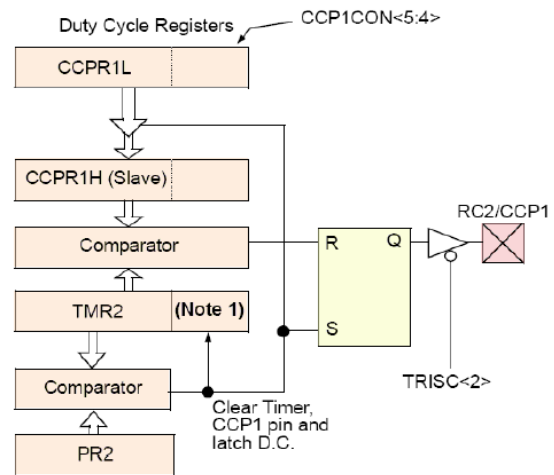 Duty Cycle Registers
CCP1CON<5:4>
CCPR1L
CCPR1H (Slave)
Comparator
TMR2
(Note 1)
Comparator
PR2
R
Q
S
RC2/CCP1
TRISC<2>
Clear Timer,
CCP1 pin and
latch D.C.